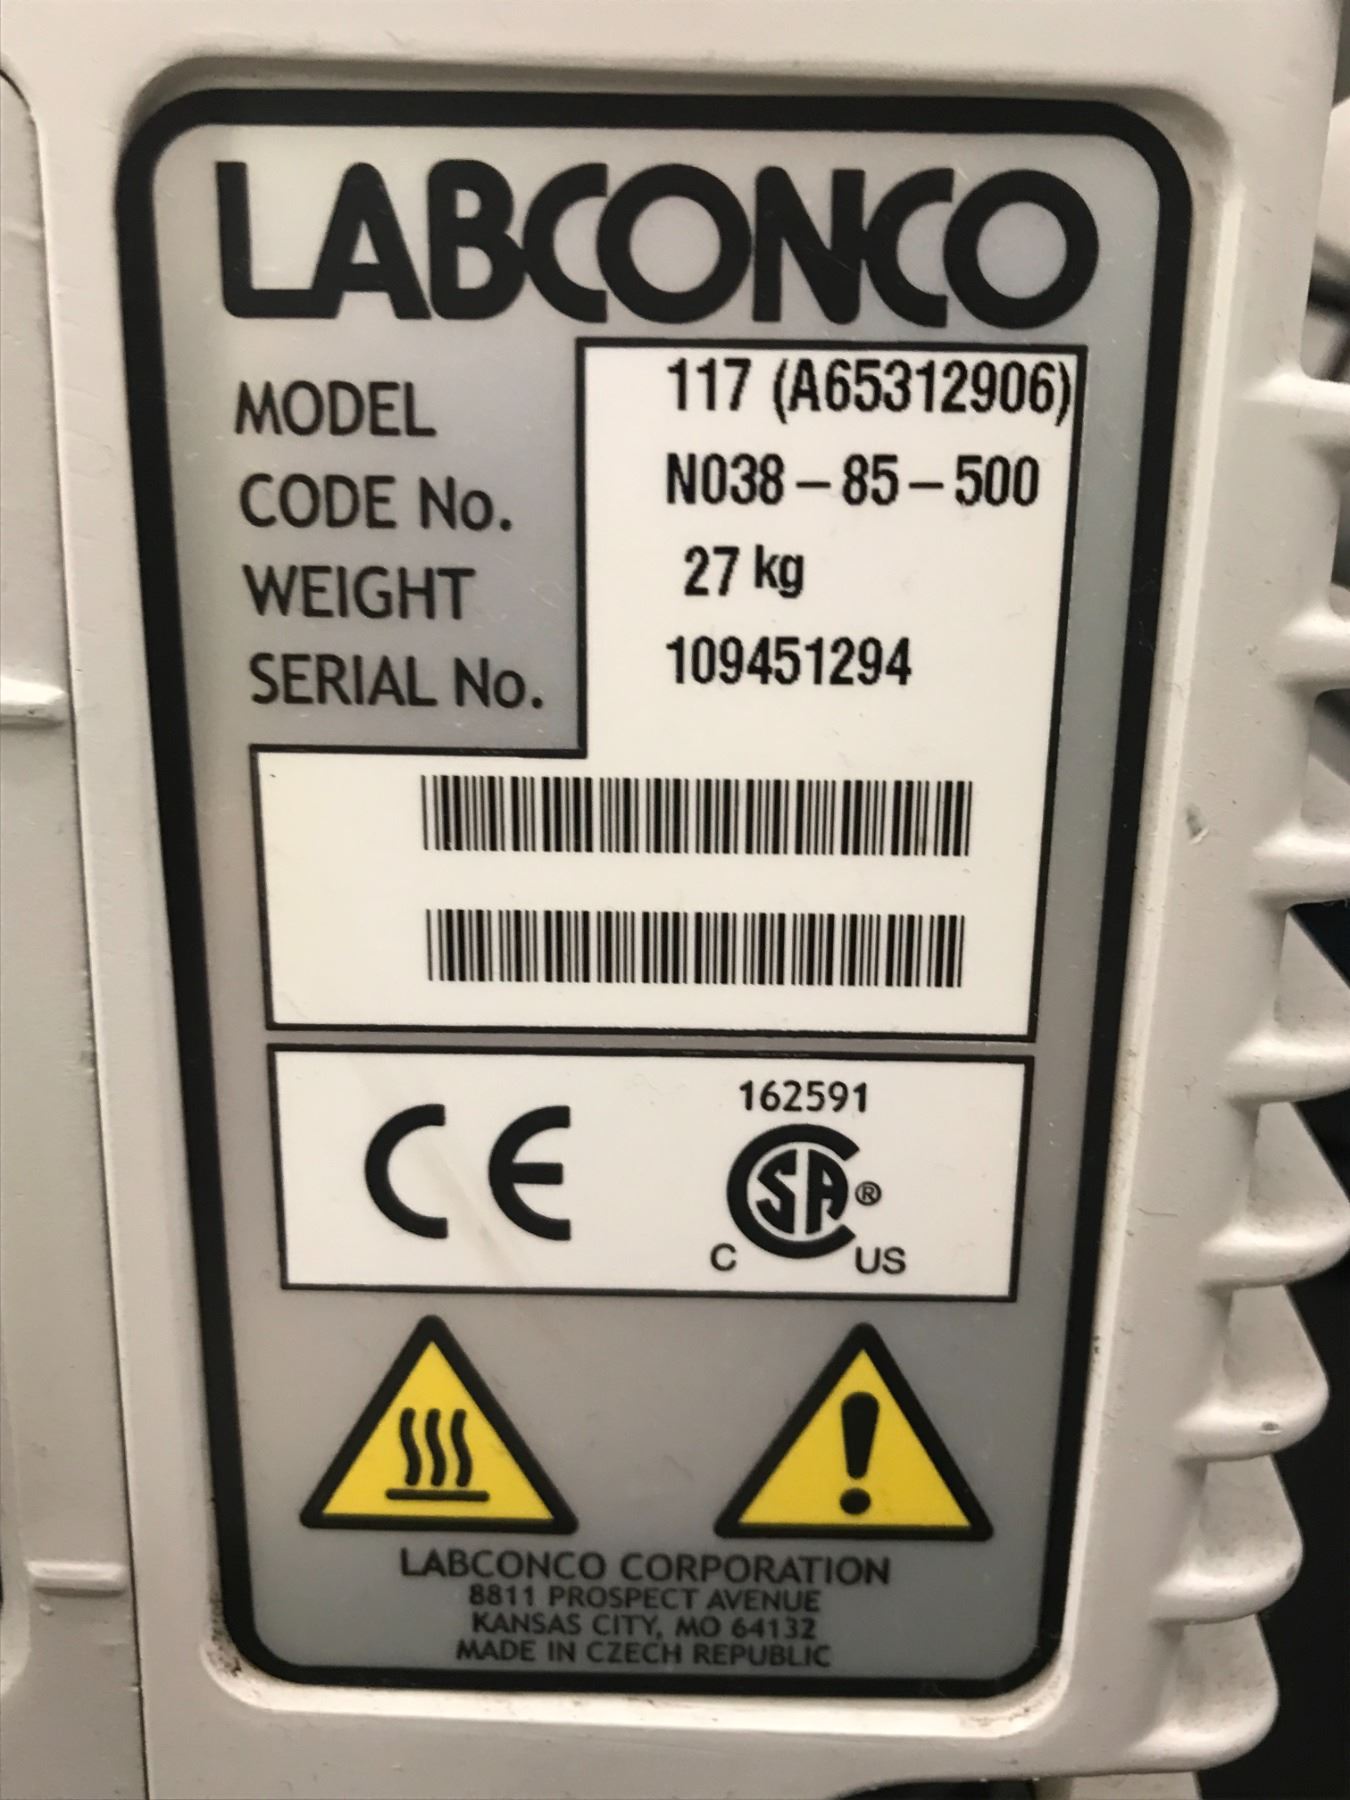 LABCONCO
MODEL 117 (A65312906)
CODE No. N038-85-500
WEIGHT 27 kg
SERIAL No. 109451294
CE
162591
CSA®
C US
LABCONCO CORPORATION
8811 PROSPECT AVENUE
KANSAS CITY, MO 64132
MADE IN CZECH REPUBLIC